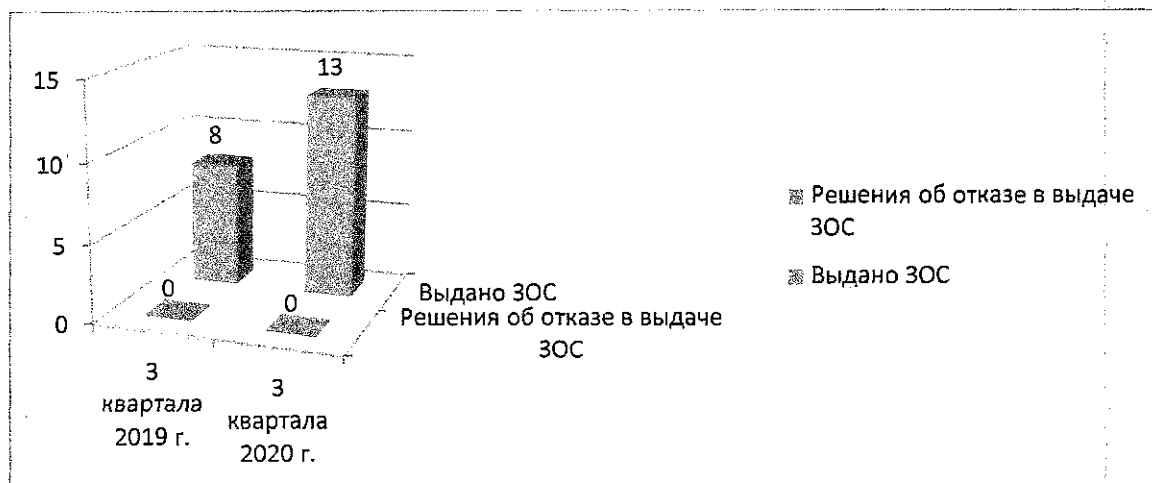 15
10
5
0
8
13
0
0
Выдано ЗОС
Решения об отказе в выдаче
ЗОС
3
квартала
2019 г.
3
квартала
2020 г.
Решения об отказе в выдаче
ЗОС
Выдано ЗОС